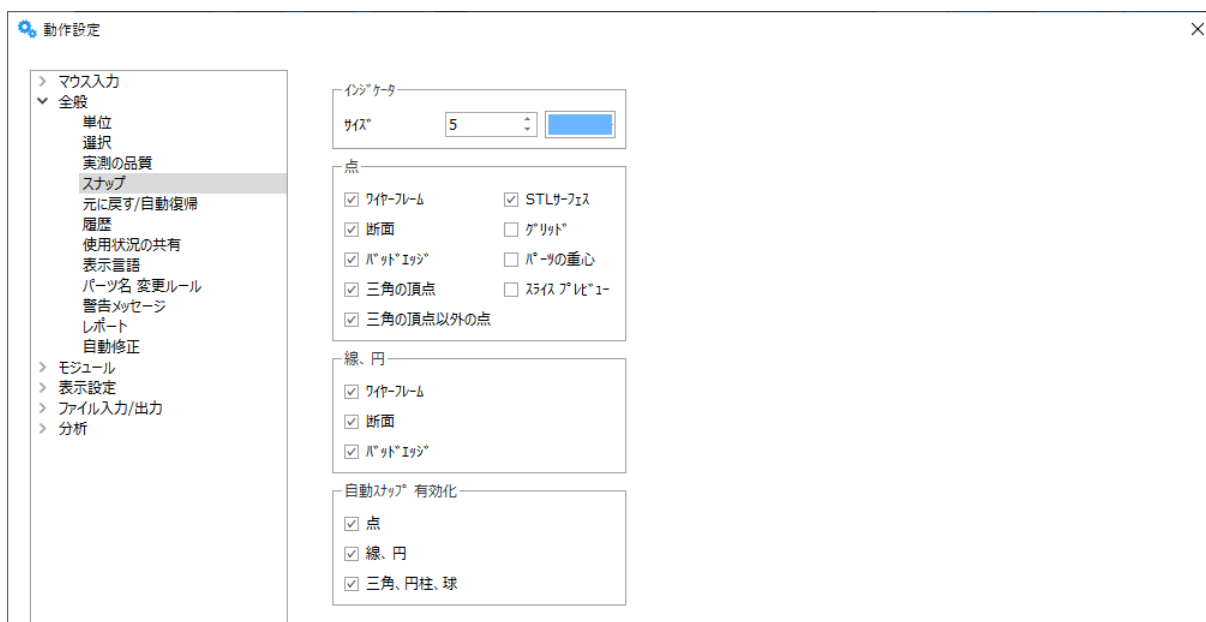 動作設定
マウス入力
全般
単位
選択
実測の品質
スナップ
元に戻す/自動復帰
履歴
使用状況の共有
表示言語
パーツ名 変更ルール
警告メッセージ
レポート
自動修正
モジュール
表示設定
ファイル入力/出力
分析
インジケータ
サイズ 5
点
ワイヤーフレーム STLサーフェス
断面 グリッド
バッドエッジ パーツの重心
三角の頂点 スライス プレビュー
三角の頂点以外の点
線、円
ワイヤーフレーム
断面
バッドエッジ
自動スナップ 有効化
点
線、円
三角、円柱、球